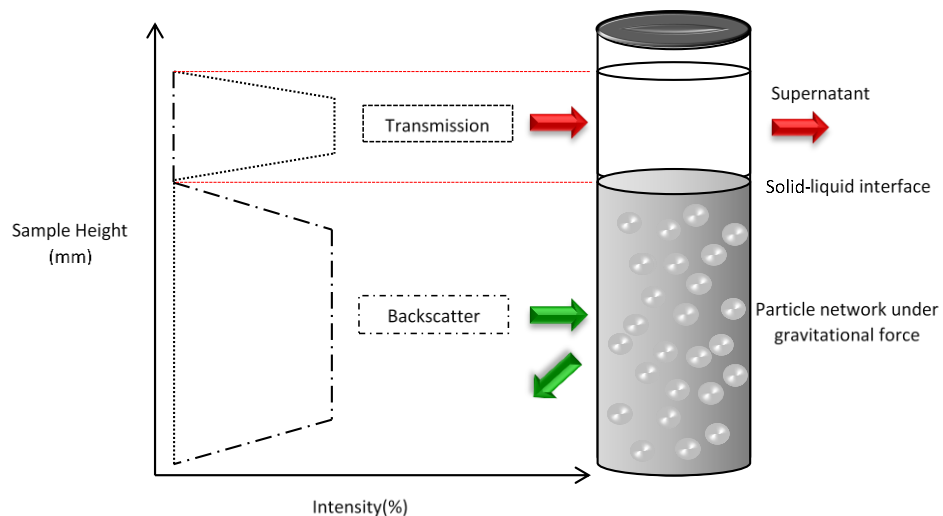 Supernatant
Transmission
Solid-liquid interface
Sample Height
(mm)
Backscatter
Particle network under
gravitational force
Intensity(%)